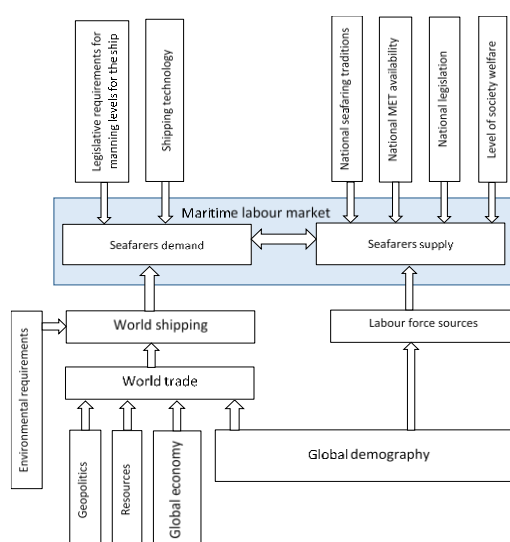 Legislative requirements for
manning levels for the ship
Shipping technology
National seafaring traditions
National MET availability
National legislation
Level of society welfare
Maritime labour market
Seafarers demand
Seafarers supply
World shipping
Labour force sources
Environmental requirements
World trade
Geopolitics
Resources
Global economy
Global demography